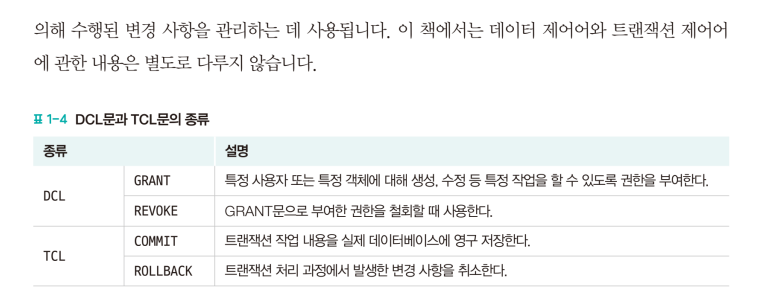 의해 수행된 변경 사항을 관리하는 데 사용됩니다. 이 책에서는 데이터 제어어와 트랜잭션 제어어
에 관한 내용은 별도로 다루지 않습니다.
표 1-4 DCL문과 TCL문의 종류
종류 설명
DCL
GRANT 특정 사용자 또는 특정 객체에 대해 생성, 수정 등 특정 작업을 할 수 있도록 권한을 부여한다.
REVOKE GRANT문으로 부여한 권한을 철회할 때 사용한다.
TCL
COMMIT 트랜잭션 작업 내용을 실제 데이터베이스에 영구 저장한다.
ROLLBACK 트랜잭션 처리 과정에서 발생한 변경 사항을 취소한다.